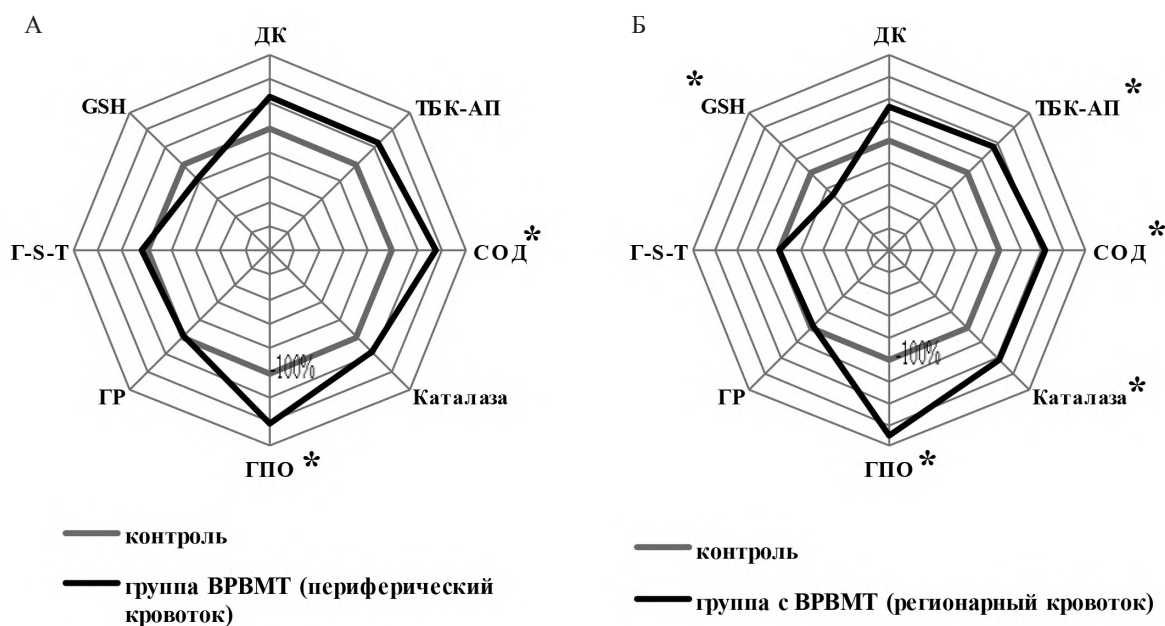 А
ДК
GSH
ТБК-АП
Г-S-Т
СОД*
-100%
ГР
Каталаза
ГПО *
контроль
группа ВРВМТ (периферический
кровоток)
Б
ДК
*
GSH
ТБК-АП *
Г-S-Т
СОД *
-100%
ГР
Каталаза *
ГПО *
контроль
группа с ВРВМТ (регионарный кровоток)